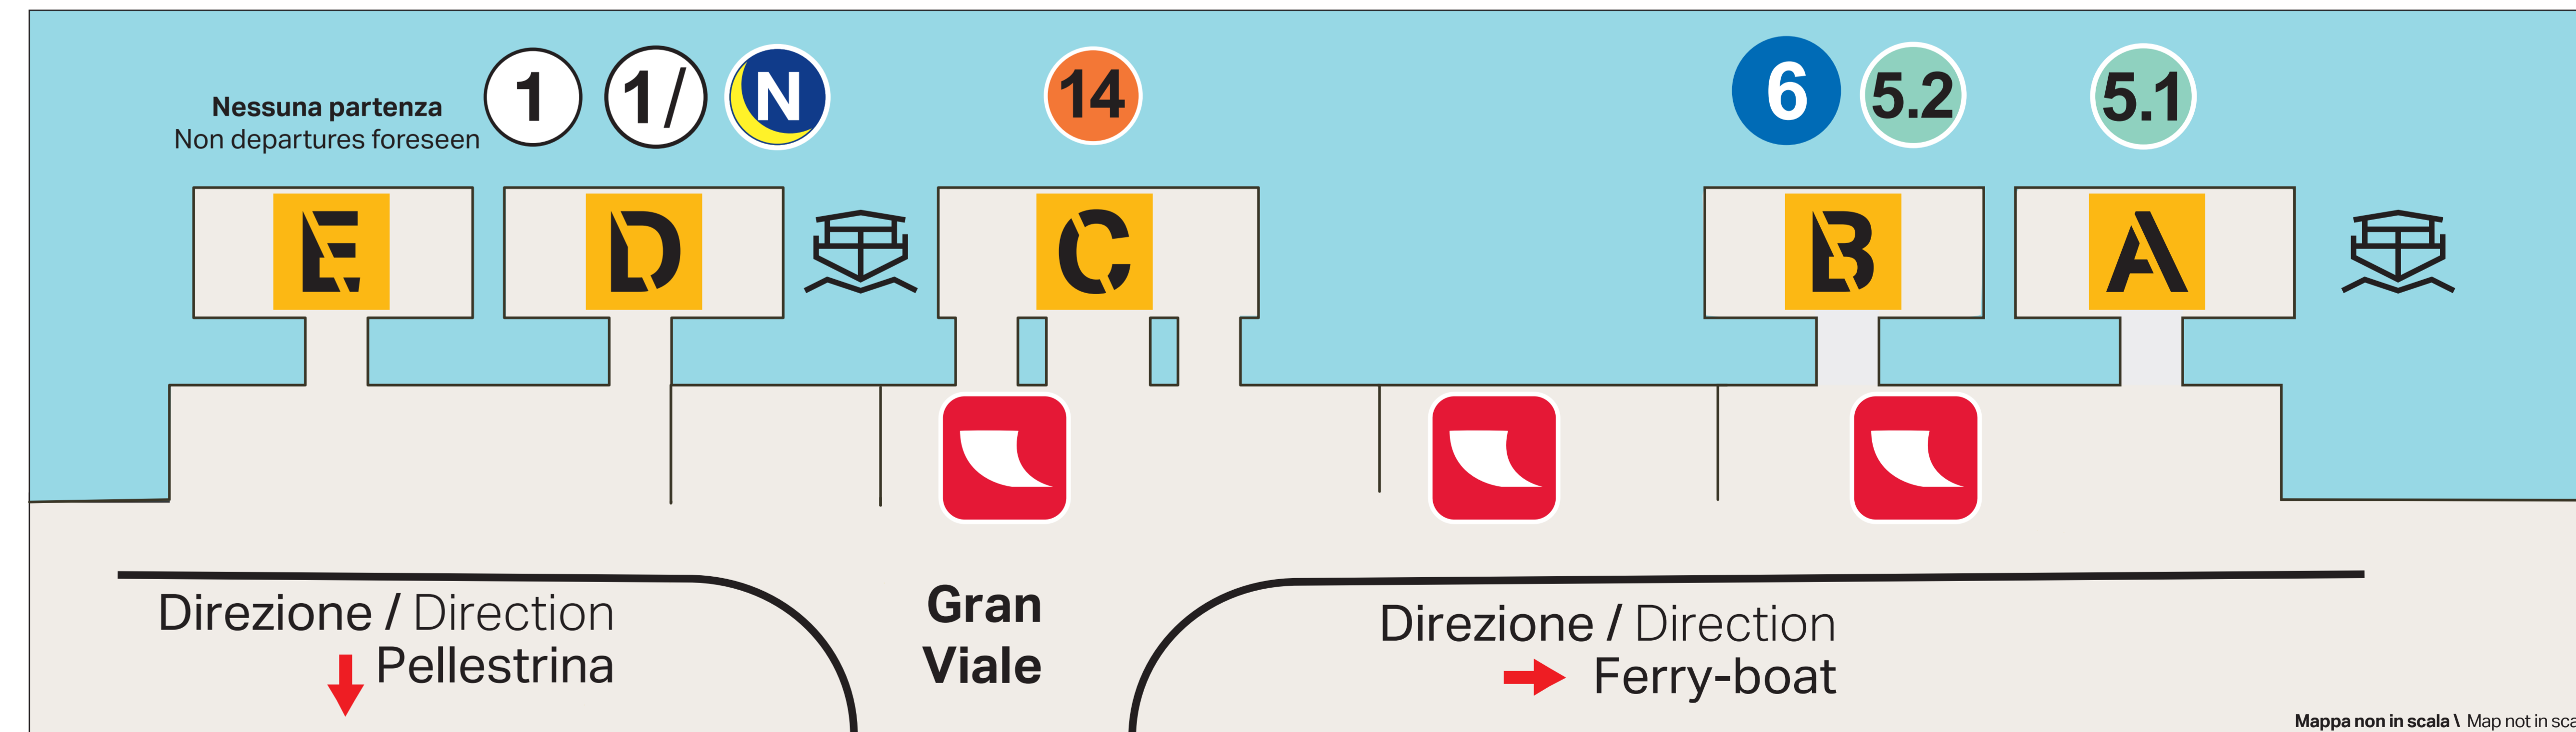 Nessuna partenza
Non departures foreseen
1 1/ N 14 6 5.2 5.1
E D C B A
Direzione / Direction
Pellestrina
Gran
Viale
Direzione / Direction
Ferry-boat
Mappa non in scala \ Map not in sca